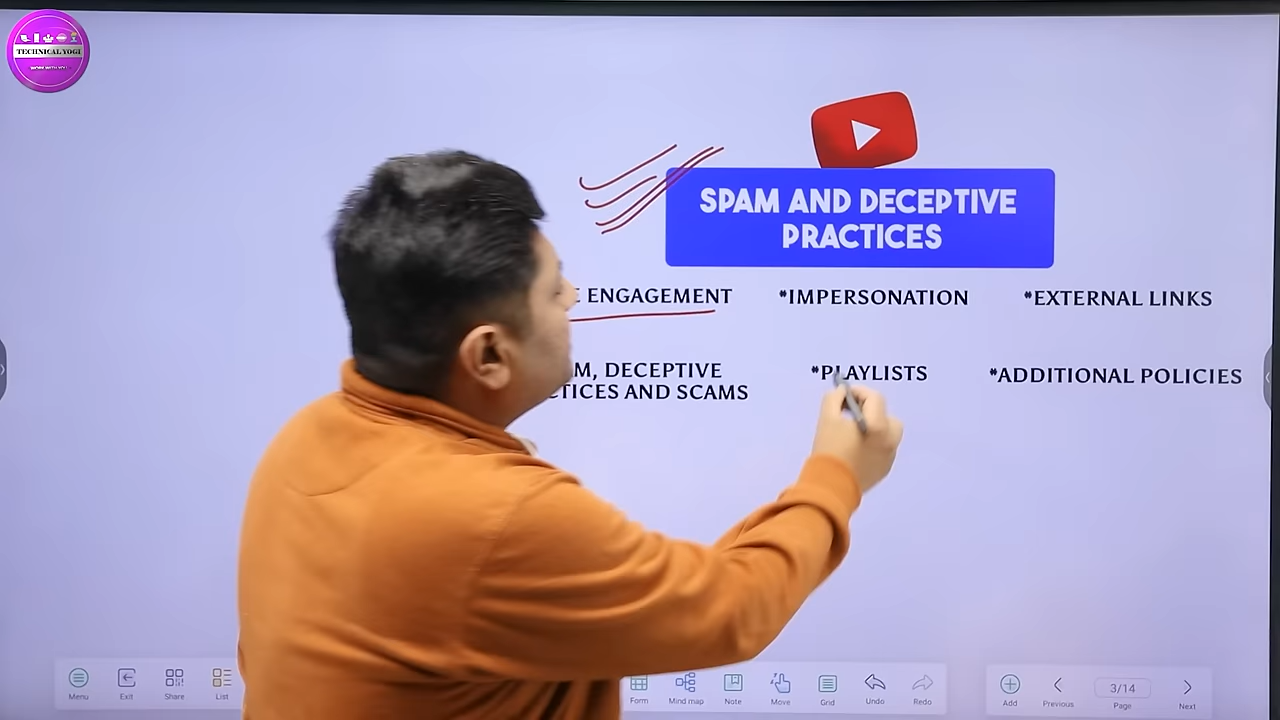 TECHNICAL YOGI
SPAM AND DECEPTIVE
PRACTICES
ENGAGEMENT
*IMPERSONATION
*EXTERNAL LINKS
M, DECEPTIVE
CTICES AND SCAMS
*PLAYLISTS
*ADDITIONAL POLICIES
Menu
Exit
Share
List
Form
Mind map
Note
Move
Grid
Undo
Redo
Add
Previous
3/14
Page
Next